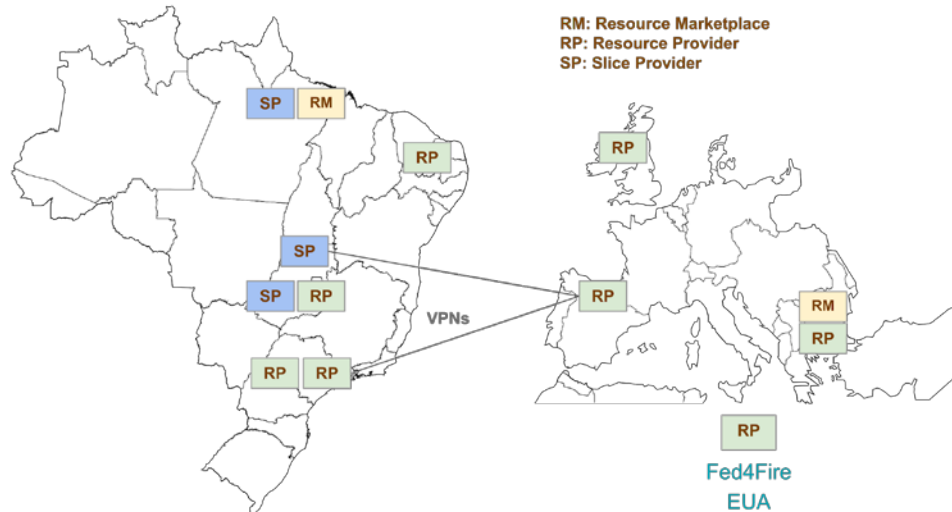 RM: Resource Marketplace
RP: Resource Provider
SP: Slice Provider
SP RM
RP
RP
SP
SP RP
RP
RM
RP
VPNs
RP RP
RP
Fed4Fire
EUA